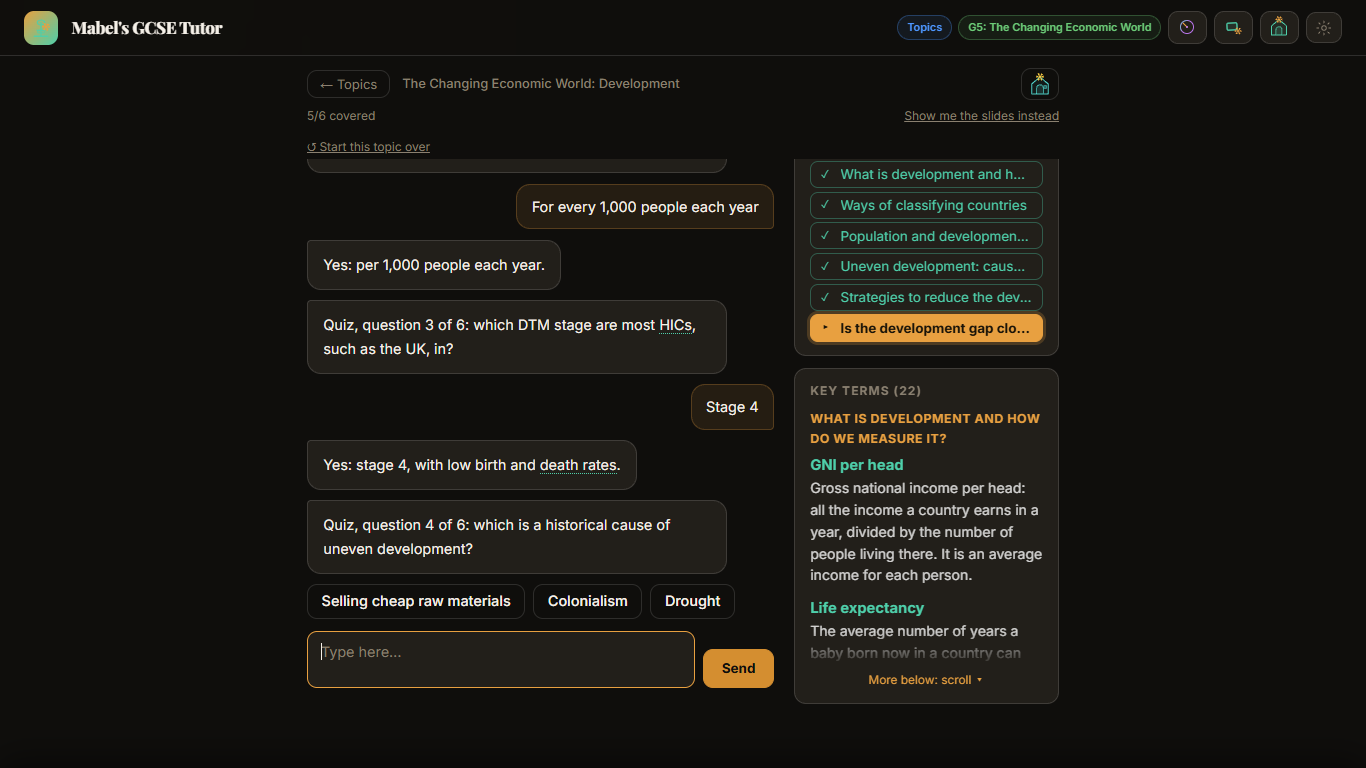 Mabel's GCSE Tutor
Topics
G5: The Changing Economic World
← Topics
The Changing Economic World: Development
5/6 covered
Show me the slides instead
↺ Start this topic over
For every 1,000 people each year
Yes: per 1,000 people each year.
Quiz, question 3 of 6: which DTM stage are most HICs,
such as the UK, in?
Stage 4
Yes: stage 4, with low birth and death rates.
Quiz, question 4 of 6: which is a historical cause of
uneven development?
Selling cheap raw materials
Colonialism
Drought
Type here...
Send
✓ What is development and h...
✓ Ways of classifying countries
✓ Population and developmen...
✓ Uneven development: caus...
✓ Strategies to reduce the dev...
▸ Is the development gap clo...
KEY TERMS (22)
WHAT IS DEVELOPMENT AND HOW
DO WE MEASURE IT?
GNI per head
Gross national income per head:
all the income a country earns in a
year, divided by the number of
people living there. It is an average
income for each person.
Life expectancy
The average number of years a
baby born now in a country can
More below: scroll ▾